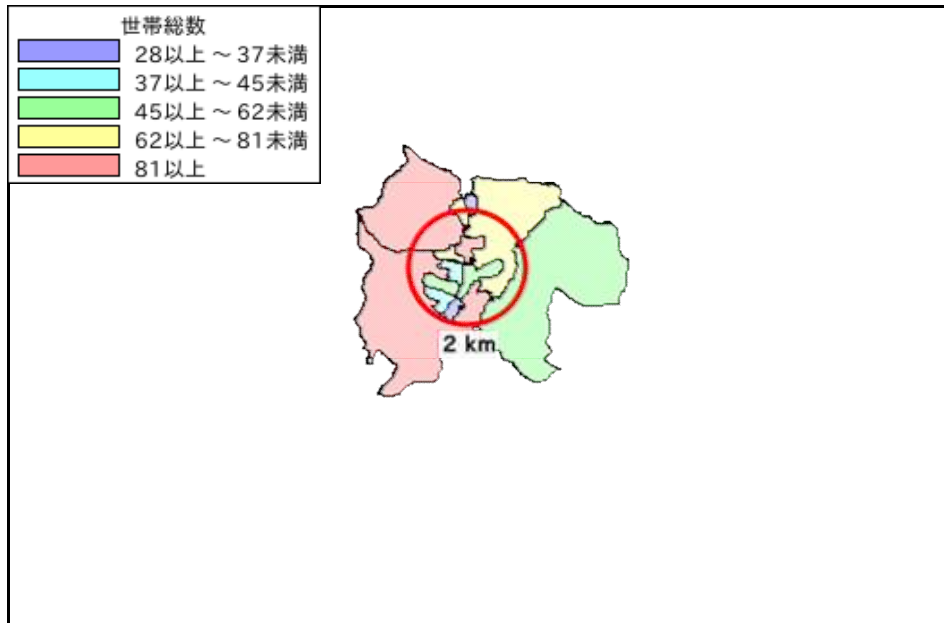 世帯総数
28以上 ～ 37未満
37以上 ～ 45未満
45以上 ～ 62未満
62以上 ～ 81未満
81以上
2 km